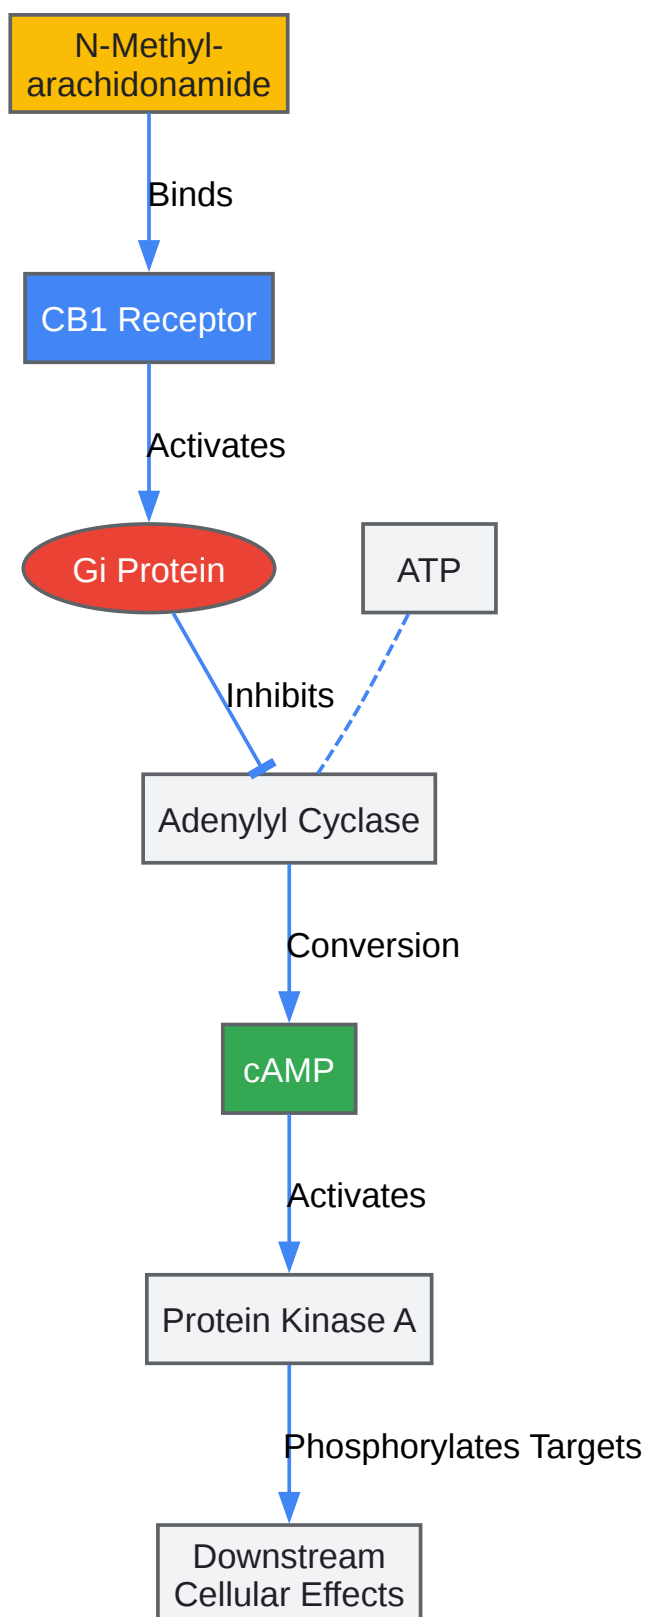 N-Methyl-
arachidonamide
Binds
CB1 Receptor
Activates
Gi Protein
ATP
Inhibits
Adenylyl Cyclase
Conversion
cAMP
Activates
Protein Kinase A
Phosphorylates Targets
Downstream
Cellular Effects